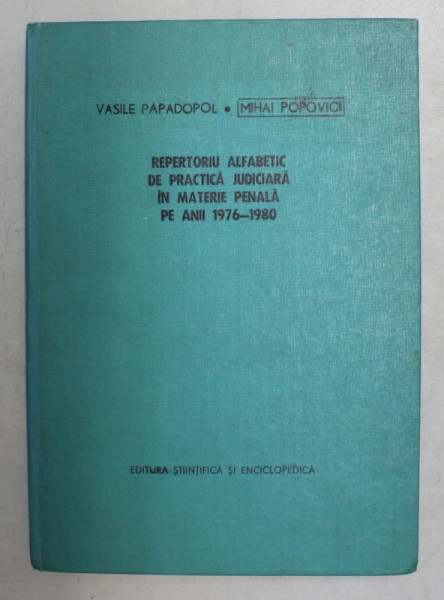 VASILE PAPADOPOL • MIHAI POPOVICI
REPERTORIU ALFABETIC
DE PRACTICĂ JUDICIARĂ
ÎN MATERIE PENALĂ
PE ANII 1976—1980
EDITURA ȘTIINȚIFICĂ ȘI ENCICLOPEDICĂ